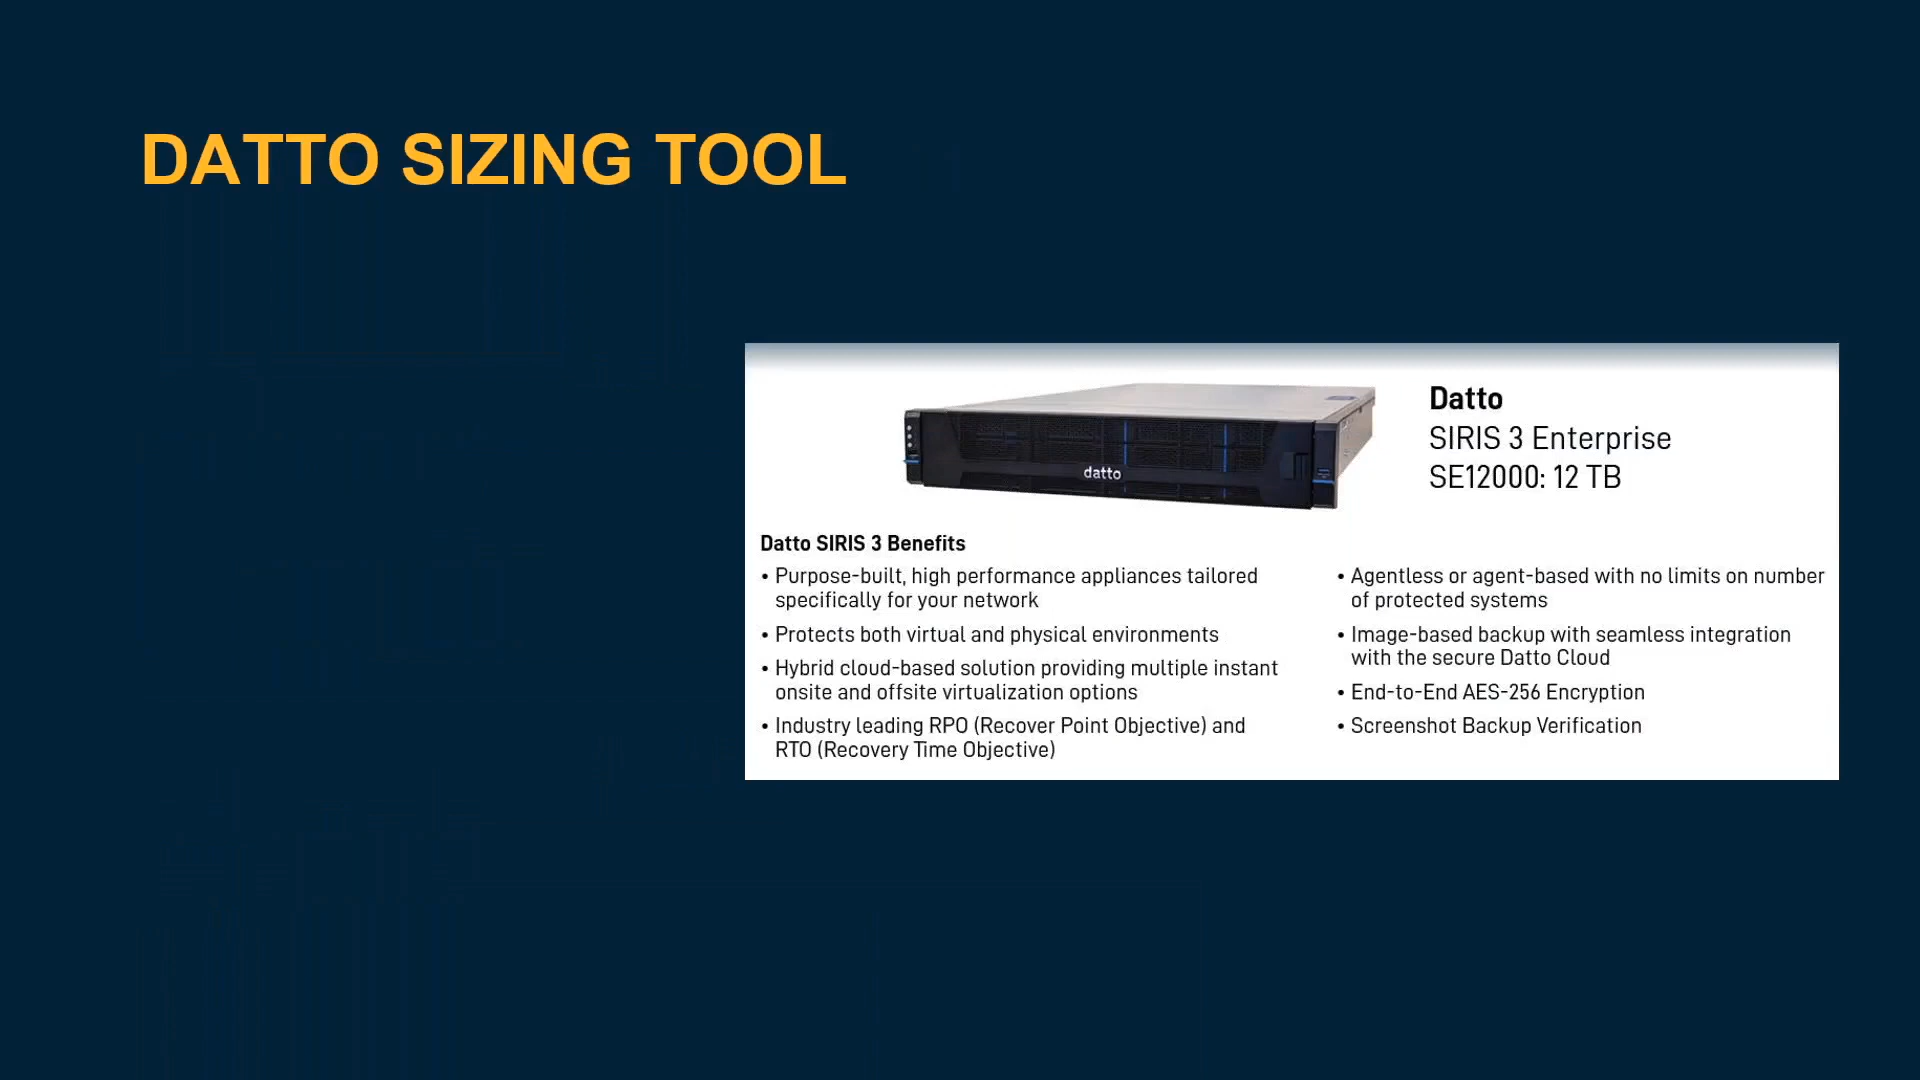 DATTO SIZING TOOL
datto
Datto
SIRIS 3 Enterprise
SE12000: 12 TB
Datto SIRIS 3 Benefits
• Purpose-built, high performance appliances tailored
specifically for your network
• Protects both virtual and physical environments
• Hybrid cloud-based solution providing multiple instant
onsite and offsite virtualization options
• Industry leading RPO (Recover Point Objective) and
RTO (Recovery Time Objective)
• Agentless or agent-based with no limits on number
of protected systems
• Image-based backup with seamless integration
with the secure Datto Cloud
• End-to-End AES-256 Encryption
• Screenshot Backup Verification